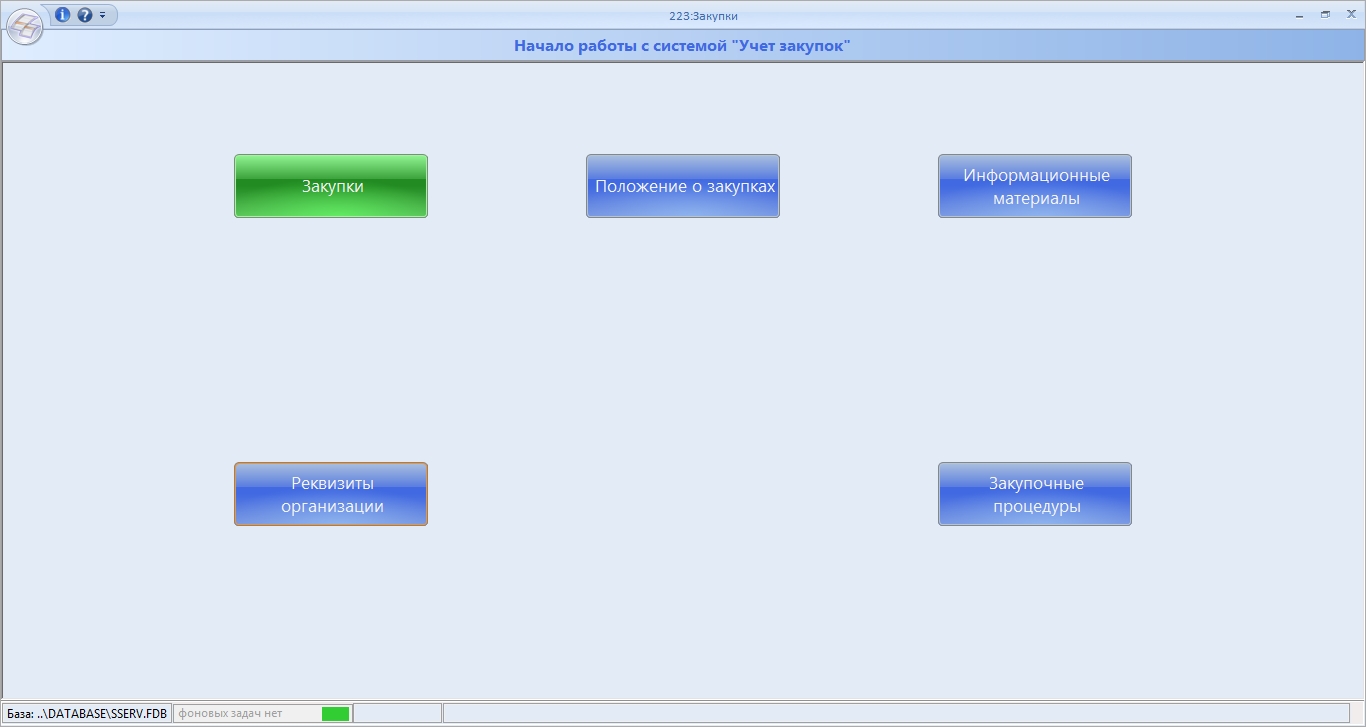 223:Закупки
Начало работы с системой "Учет закупок"
Закупки
Положение о закупках
Информационные
материалы
Реквизиты
организации
Закупочные
процедуры
База: ..\DATABASE\SSERV.FDB
фоновых задач нет